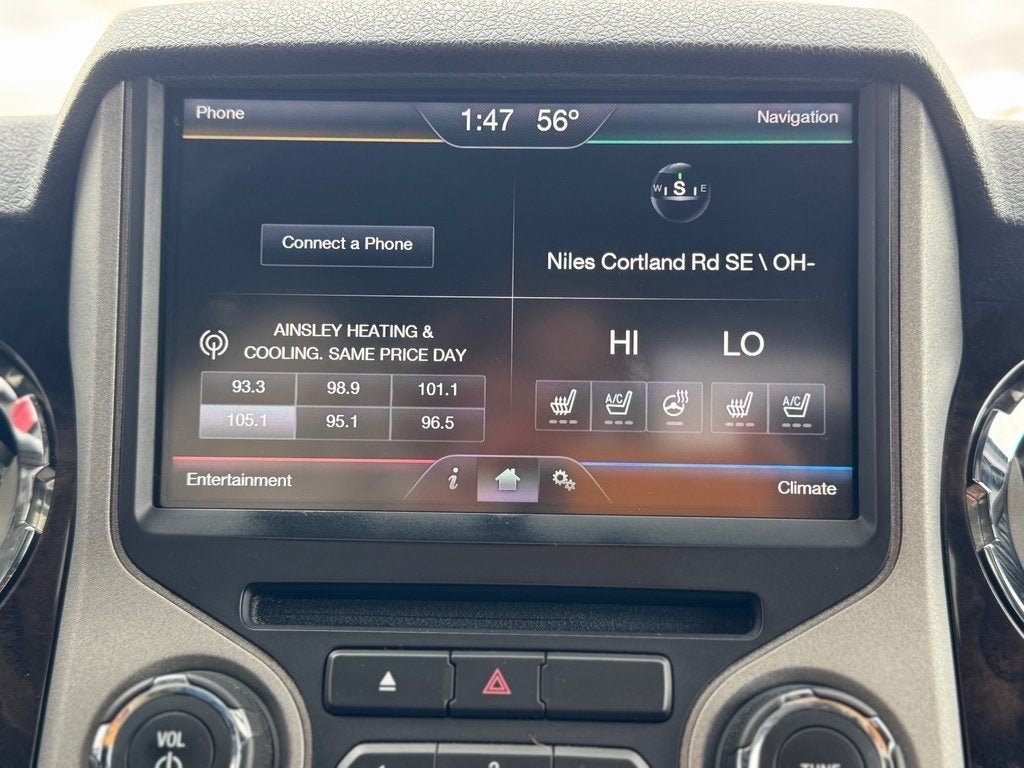 Phone
1:47 56°
Navigation
W S E
Connect a Phone
Niles Cortland Rd SE \ OH-
AINSLEY HEATING &
COOLING. SAME PRICE DAY
93.3 98.9 101.1
105.1 95.1 96.5
HI LO
A/C A/C
Entertainment
i
Climate
VOL